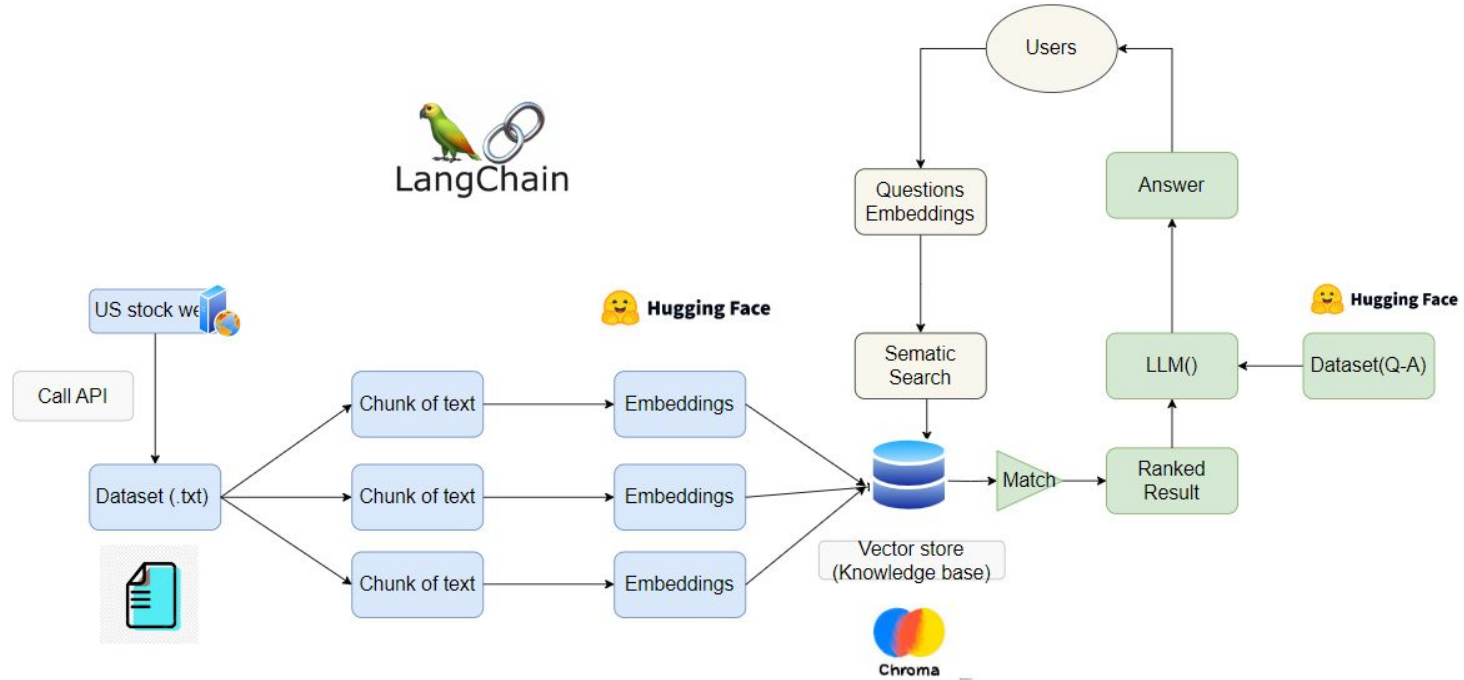 Users
LangChain
Questions
Embeddings
Answer
US stock we
Hugging Face
Hugging Face
Call API
Sematic
Search
LLM()
Dataset(Q-A)
Chunk of text
Embeddings
Dataset (.txt)
Chunk of text
Embeddings
Match
Ranked
Result
Vector store
(Knowledge base)
Chunk of text
Embeddings
Chroma